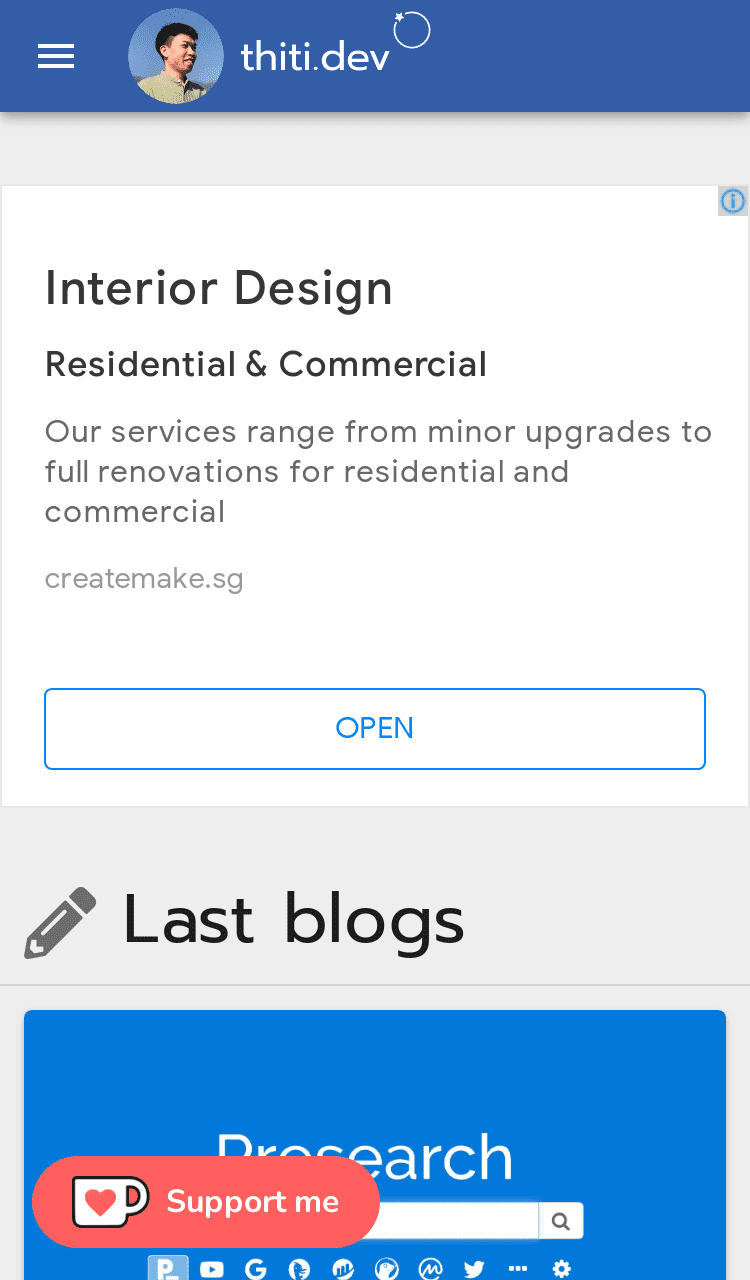 thiti.dev
Interior Design
Residential & Commercial
Our services range from minor upgrades to
full renovations for residential and
commercial
createmake.sg
OPEN
Last blogs
Prosearch
Support me